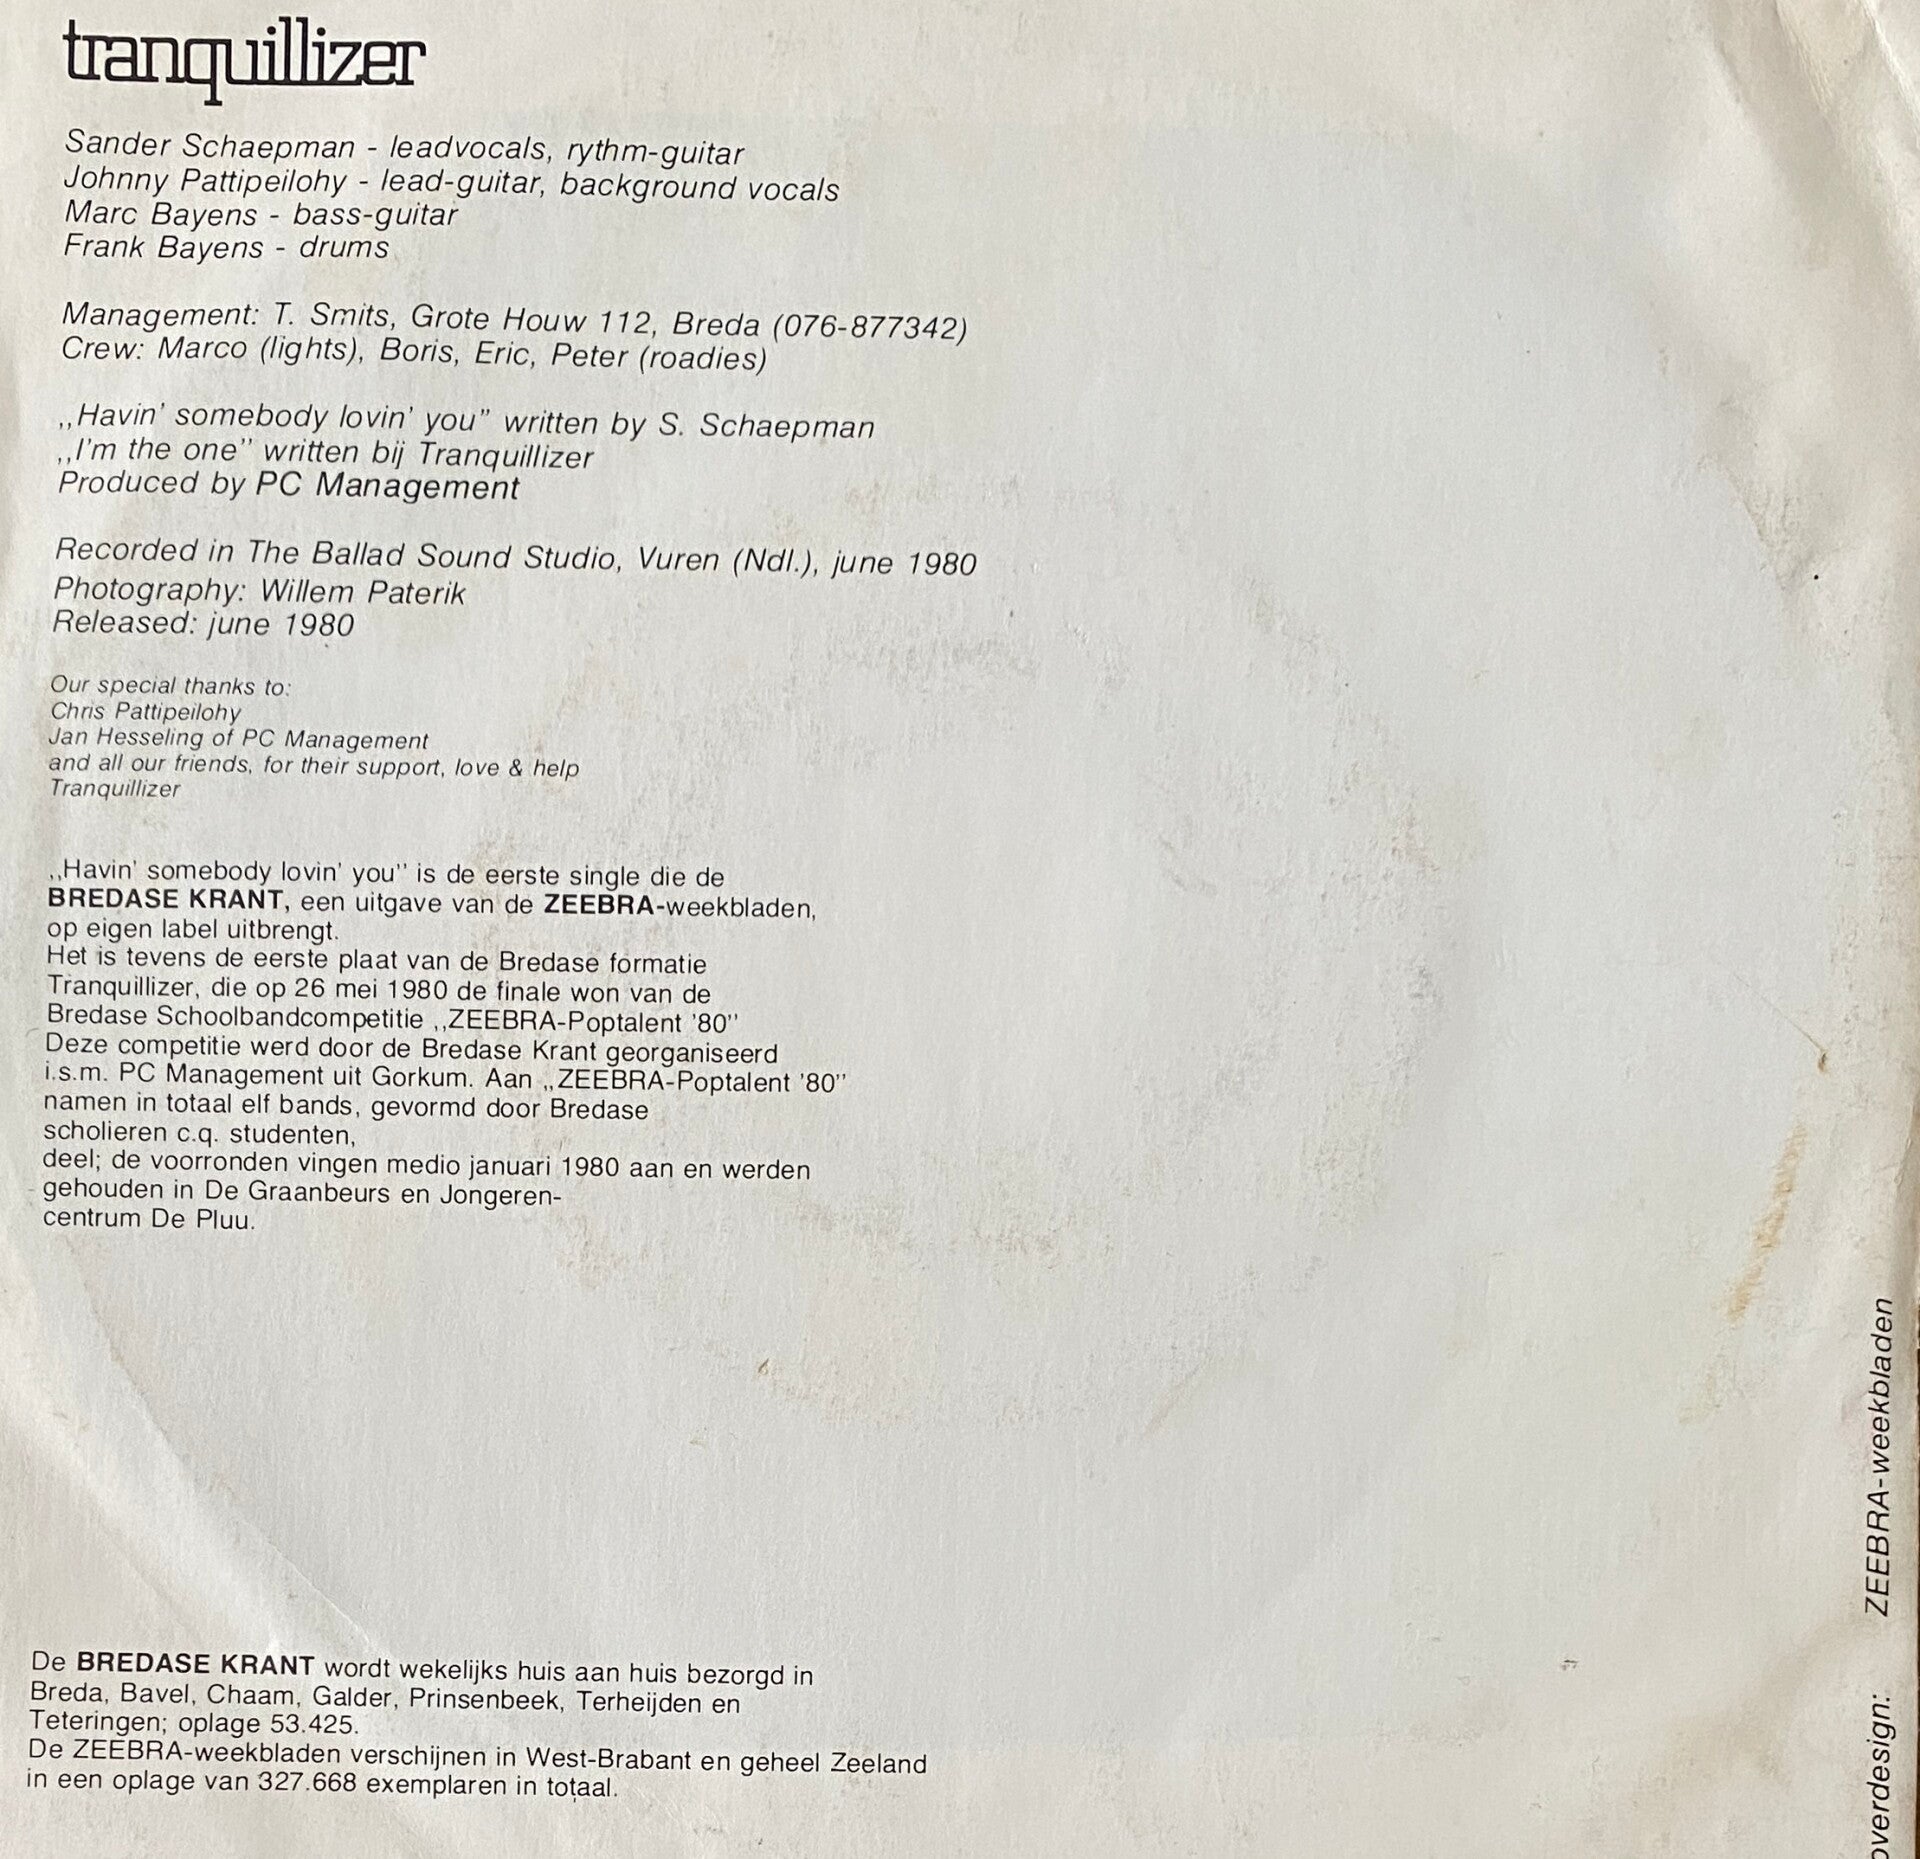 tranquillizer
Sander Schaepman - leadvocals, rythm-guitar
Johnny Pattipeilohy - lead-guitar, background vocals
Marc Bayens - bass-guitar
Frank Bayens - drums
Management: T. Smits, Grote Houw 112, Breda (076-877342)
Crew: Marco (lights), Boris, Eric, Peter (roadies)
,,Havin' somebody lovin' you" written by S. Schaepman
,,I'm the one" written bij Tranquillizer
Produced by PC Management
Recorded in The Ballad Sound Studio, Vuren (Ndl.), june 1980
Photography: Willem Paterik
Released: june 1980
Our special thanks to:
Chris Pattipeilohy
Jan Hesseling of PC Management
and all our friends, for their support, love & help
Tranquillizer
,,Havin' somebody lovin' you" is de eerste single die de
BREDASE KRANT, een uitgave van de ZEEBRA-weekbladen,
op eigen label uitbrengt.
Het is tevens de eerste plaat van de Bredase formatie
Tranquillizer, die op 26 mei 1980 de finale won van de
Bredase Schoolbandcompetitie ,,ZEEBRA-Poptalent '80"
Deze competitie werd door de Bredase Krant georganiseerd
i.s.m. PC Management uit Gorkum. Aan ,,ZEEBRA-Poptalent '80"
namen in totaal elf bands, gevormd door Bredase
scholieren c.q. studenten,
deel; de voorronden vingen medio januari 1980 aan en werden
gehouden in De Graanbeurs en Jongeren-
centrum De Pluu.
De BREDASE KRANT wordt wekelijks huis aan huis bezorgd in
Breda, Bavel, Chaam, Galder, Prinsenbeek, Terheijden en
Teteringen; oplage 53.425.
De ZEEBRA-weekbladen verschijnen in West-Brabant en geheel Zeeland
in een oplage van 327.668 exemplaren in totaal.
overdesign: ZEEBRA-weekbladen